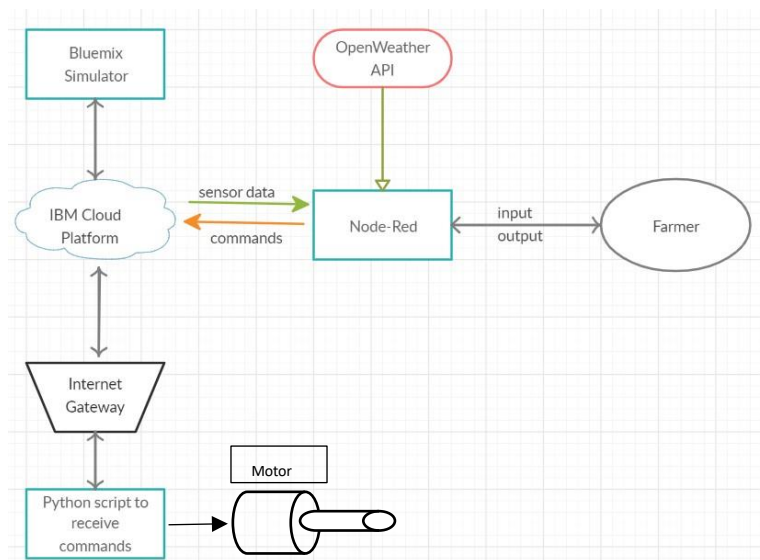 Bluemix
Simulator
OpenWeather
API
sensor data
IBM Cloud
Platform
commands
Node-Red
input
output
Farmer
Internet
Gateway
Motor
Python script to
receive
commands